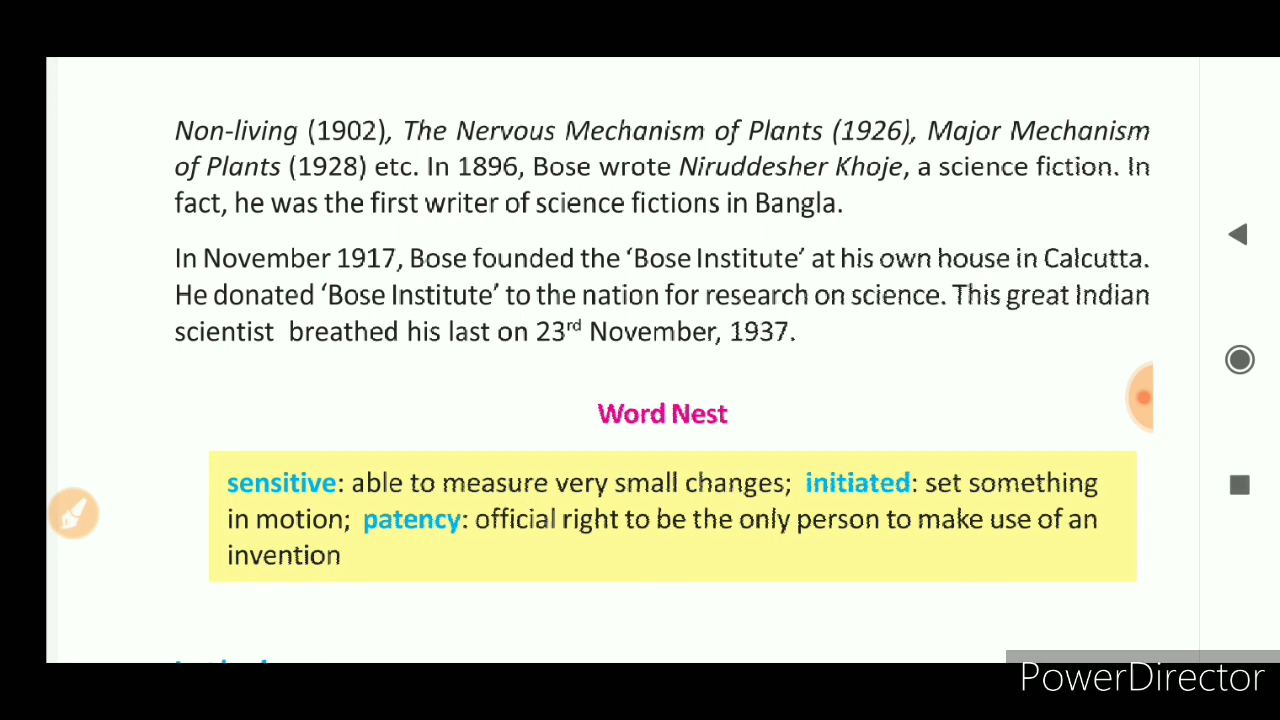 Non-living (1902), The Nervous Mechanism of Plants (1926), Major Mechanism
of Plants (1928) etc. In 1896, Bose wrote Niruddesher Khoje, a science fiction. In
fact, he was the first writer of science fictions in Bangla.
In November 1917, Bose founded the ‘Bose Institute’ at his own house in Calcutta.
He donated ‘Bose Institute’ to the nation for research on science. This great Indian
scientist breathed his last on 23rd November, 1937.
Word Nest
sensitive: able to measure very small changes; initiated: set something
in motion; patency: official right to be the only person to make use of an
invention
PowerDirector